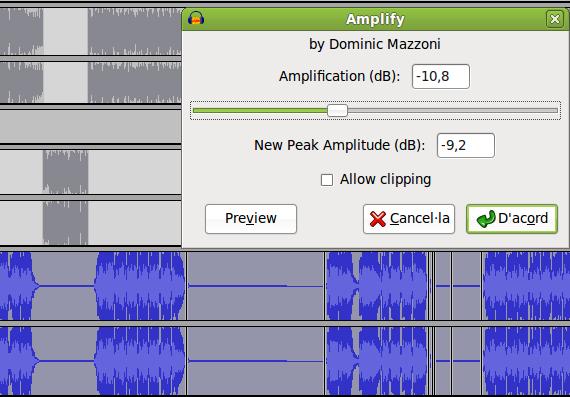 Amplify
by Dominic Mazzoni
Amplification (dB): -10,8
New Peak Amplitude (dB): -9,2
Allow clipping
Preview Cancel·la D'acord